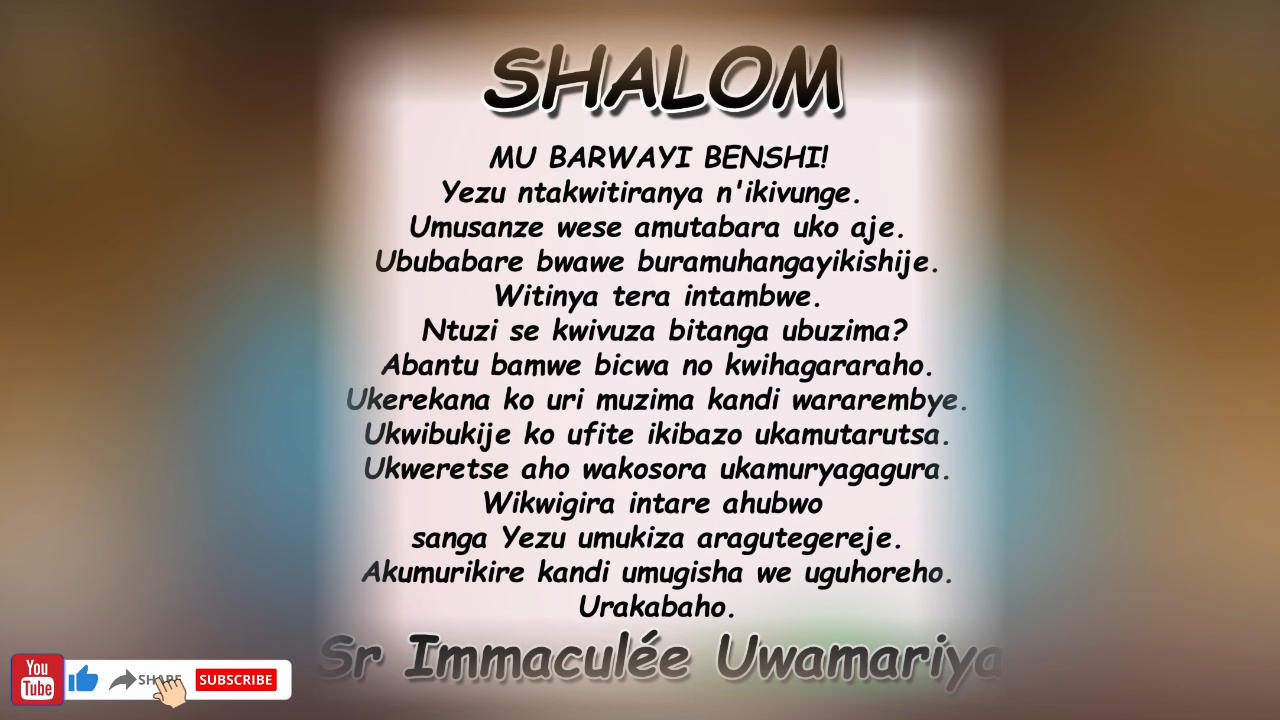 SHALOM
MU BARWAYI BENSHI!
Yezu ntakwitiranya n'ikivunge.
Umusanze wese amutabara uko aje.
Ububabare bwawe buramuhangayikishije.
Witinya tera intambwe.
Ntuzi se kwivuza bitanga ubuzima?
Abantu bamwe bicwa no kwihagararaho.
Ukerekana ko uri muzima kandi wararembye.
Ukwibukije ko ufite ikibazo ukamutarutsa.
Ukweretse aho wakosora ukamuryagagura.
Wikwigira intare ahubwo
sanga Yezu umukiza aragutegereje.
Akumurikire kandi umugisha we uguhoreho.
Urakabaho.
Sr Immaculée Uwamariya
You
Tube
SHARE
SUBSCRIBE